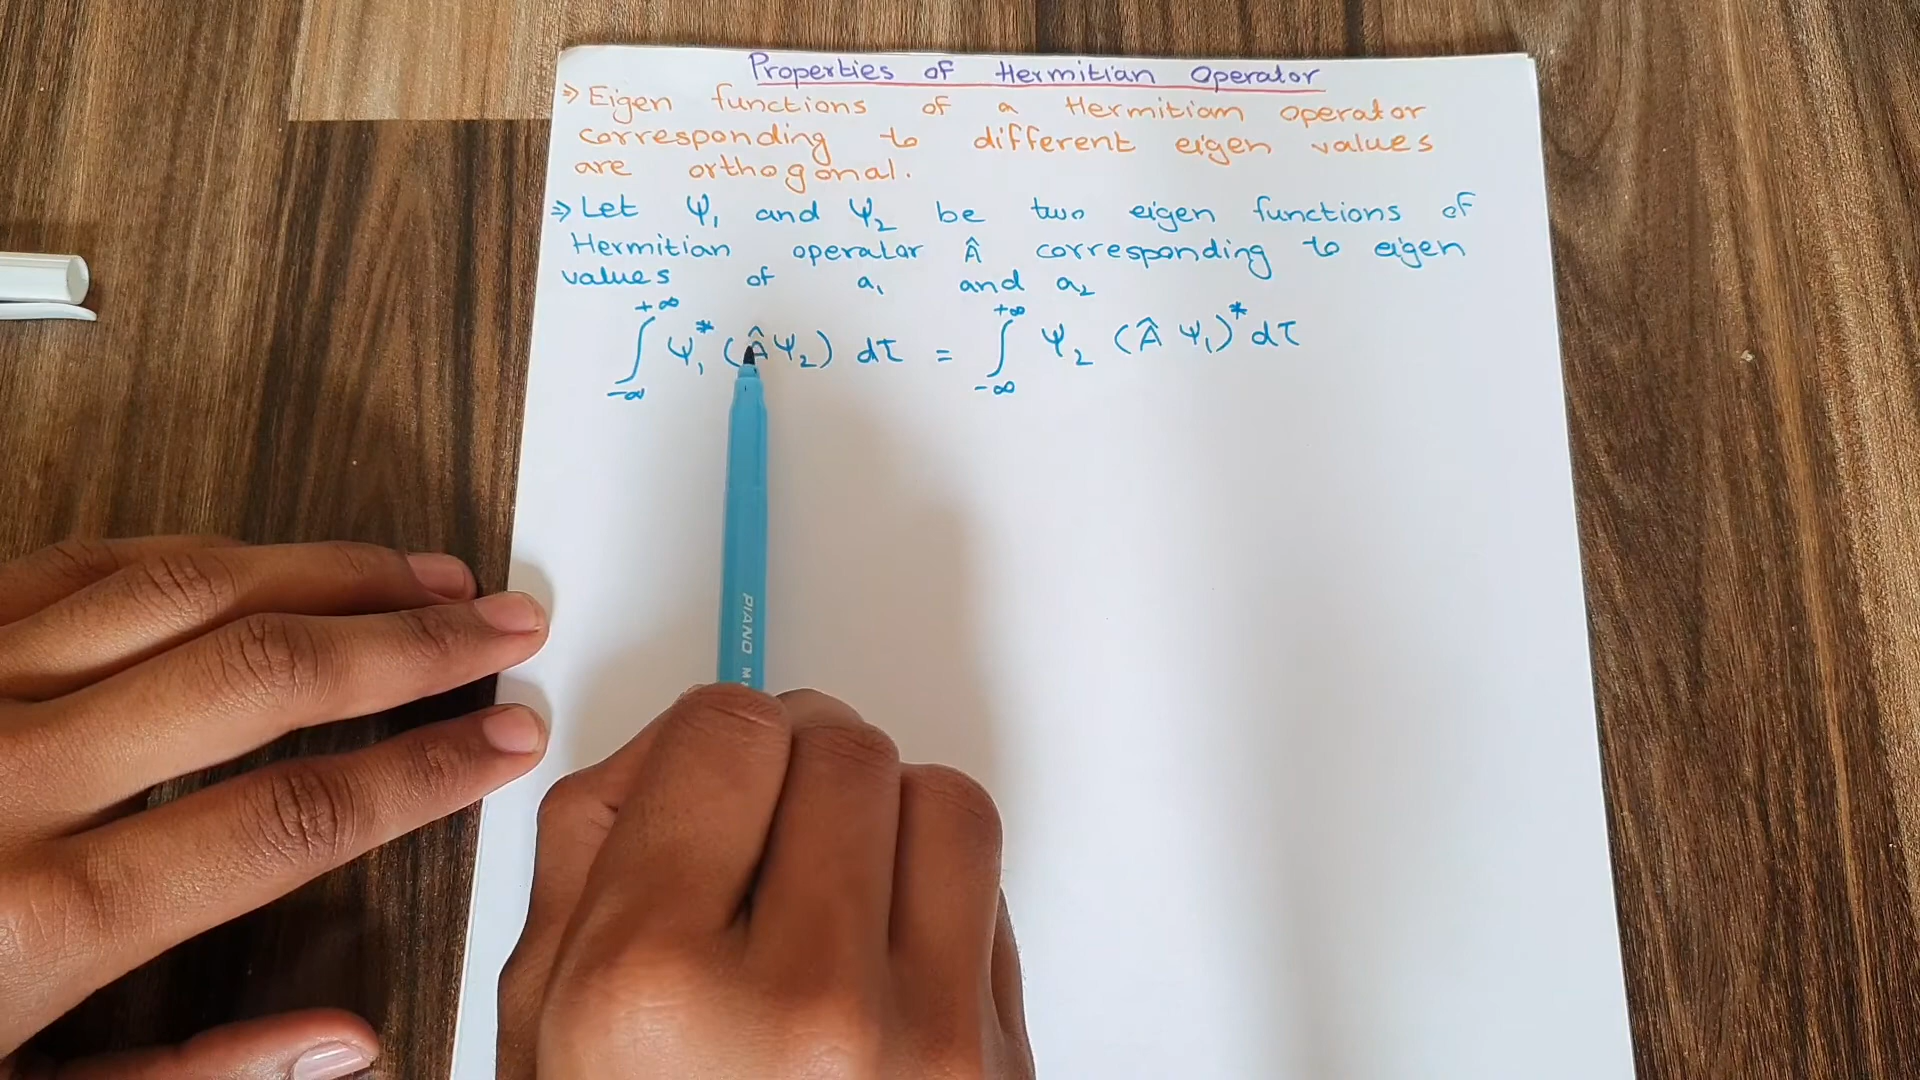 Properties of Hermitian Operator
⇒ Eigen functions of a Hermitian operator
corresponding to different eigen values
are orthogonal.
⇒ Let Ψ₁ and Ψ₂ be two eigen functions of
Hermitian operator Â corresponding to eigen
values of a₁ and a₂
∫_{-∞}^{+∞} Ψ₁* (ÂΨ₂) dτ = ∫_{-∞}^{+∞} Ψ₂ (Â Ψ₁)* dτ
PIANO